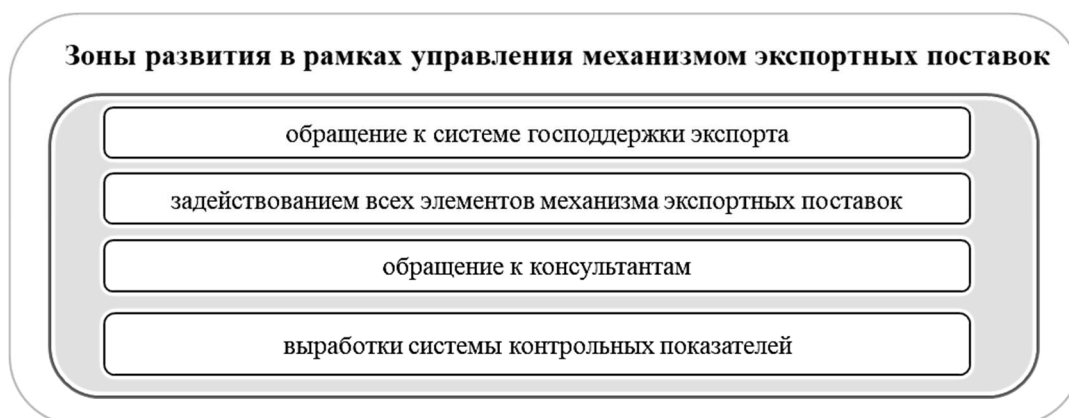 Зоны развития в рамках управления механизмом экспортных поставок
обращение к системе господдержки экспорта
задействованием всех элементов механизма экспортных поставок
обращение к консультантам
выработки системы контрольных показателей